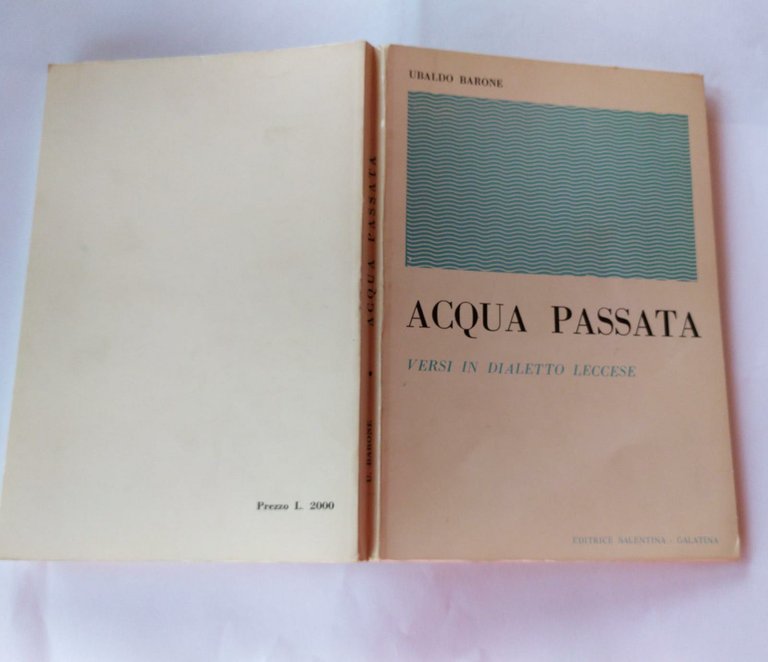 UBALDO BARONE
ACQUA PASSATA
VERSI IN DIALETTO LECCESE
EDITRICE SALENTINA - GALATINA
U. BARONE • ACQUA PASSATA
Prezzo L. 2000